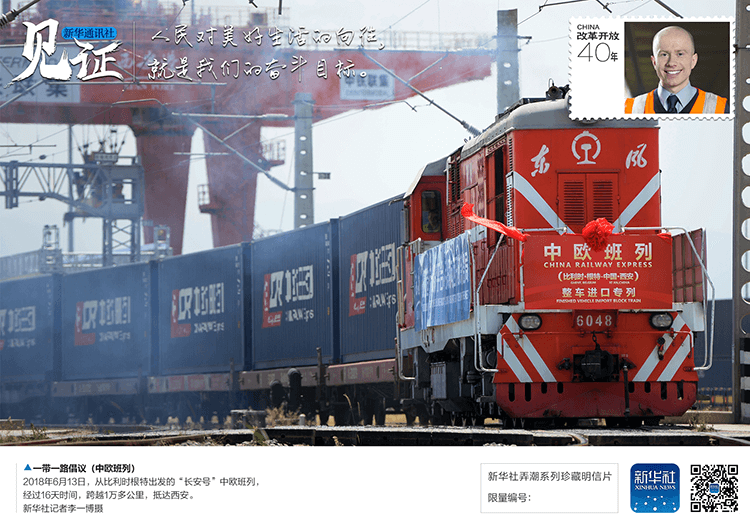 新华通讯社
见证
人民对美好生活的向往,
就是我们的奋斗目标。
CHINA
改革开放
40年
东风
中欧班列
CHINA RAILWAY EXPRESS
(比利时·根特-中国·西安)
整车进口专列
FINISHED VEHICLE IMPORT BLOCK TRAIN
6048
▲一带一路倡议(中欧班列)
2018年6月13日,从比利时根特出发的“长安号”中欧班列,
经过16天时间,跨越1万多公里,抵达西安。
新华社记者李一博摄
新华社弄潮系列珍藏明信片
限量编号:
新华社
XINHUA NEWS